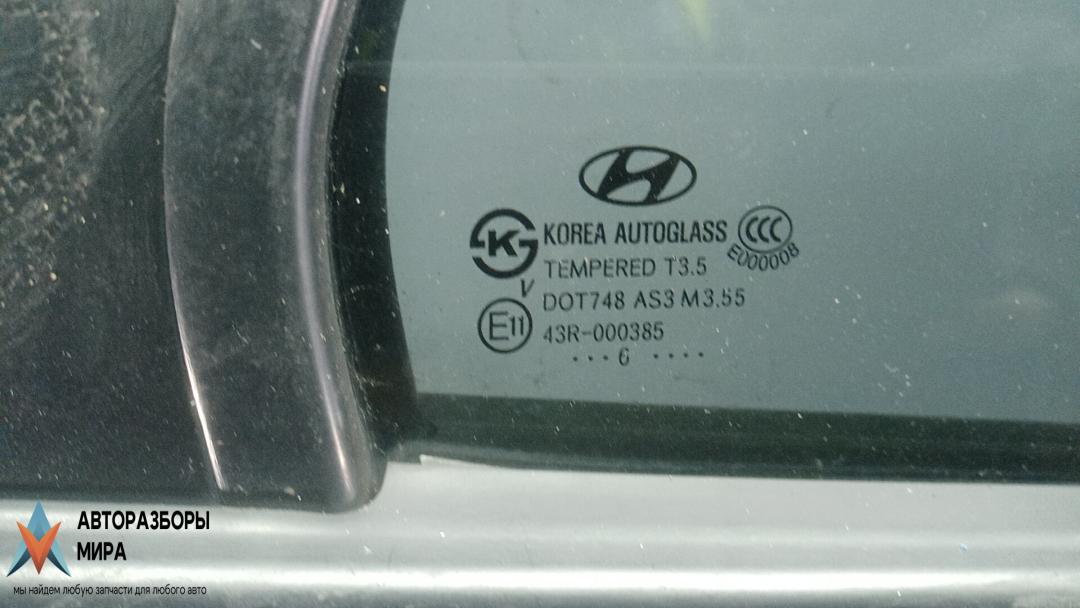 KOREA AUTOGLASS
CCC
E000008
K
TEMPERED T3.5
V
DOT748 AS3 M3.55
E11
43R-000385
...6 ....
АВТОРАЗБОРЫ
МИРА
мы найдем любую запчасти для любого авто